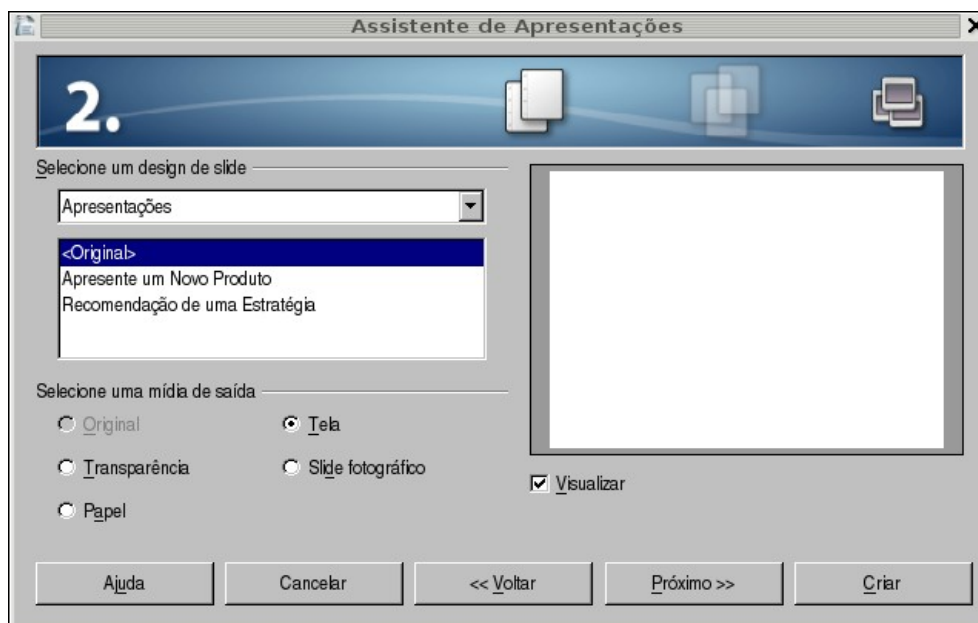 Assistente de Apresentações
2.
Selecione um design de slide
Apresentações
<Original>
Apresente um Novo Produto
Recomendação de uma Estratégia
Selecione uma mídia de saída
Original
Tela
Transparência
Slide fotográfico
Papel
Visualizar
Ajuda
Cancelar
<< Voltar
Próximo >>
Criar